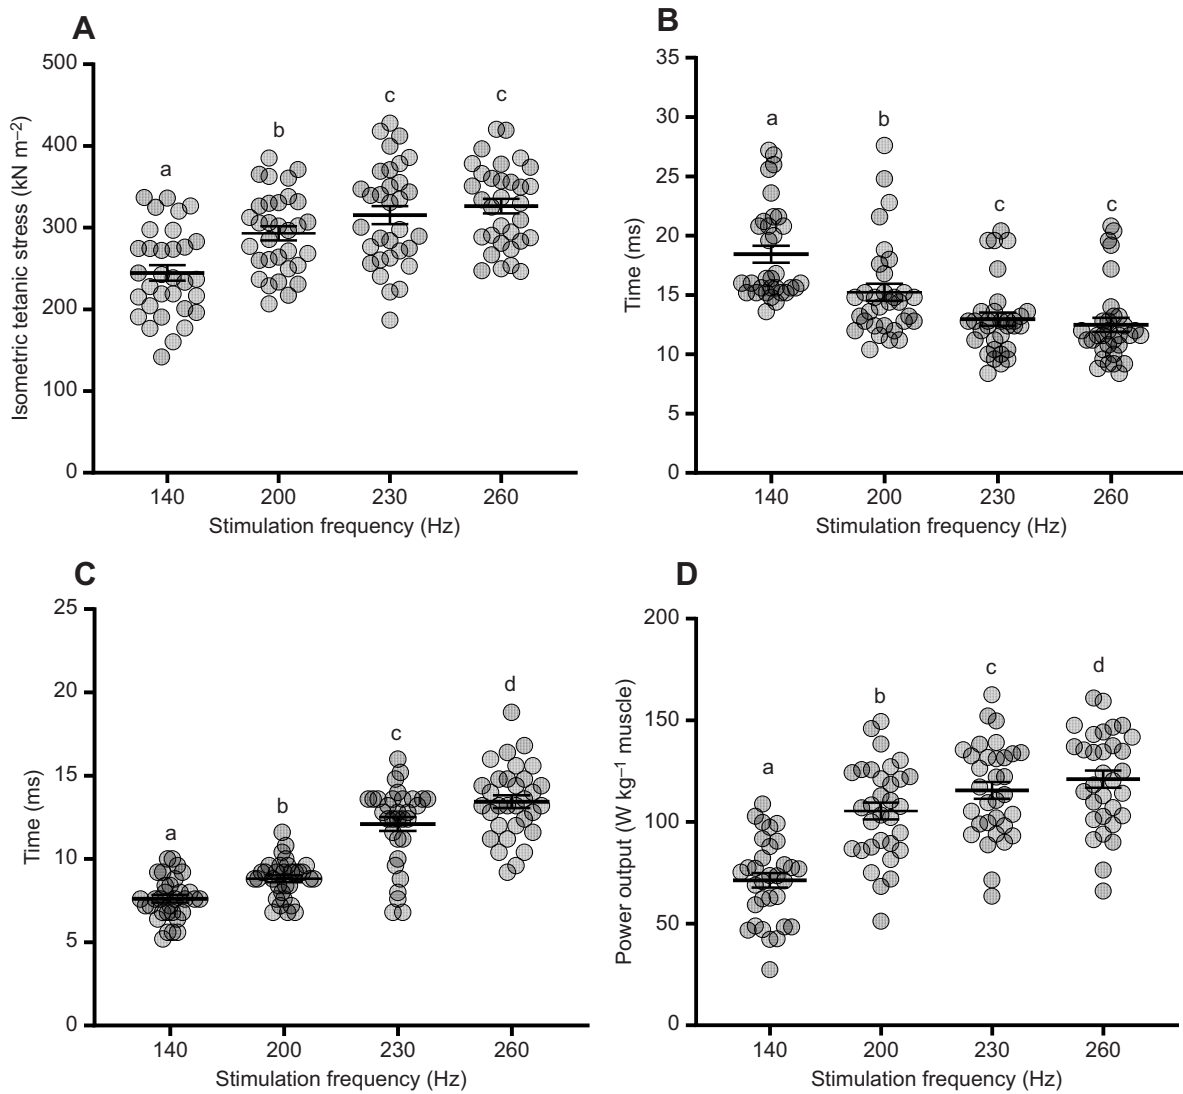 A
Isometric tetanic stress (kN m⁻²)
500
400
300
200
100
0
a
b
c
c
140
200
230
260
Stimulation frequency (Hz)
B
Time (ms)
35
30
25
20
15
10
5
0
a
b
c
c
140
200
230
260
Stimulation frequency (Hz)
C
Time (ms)
25
20
15
10
5
0
a
b
c
d
140
200
230
260
Stimulation frequency (Hz)
D
Power output (W kg⁻¹ muscle)
200
150
100
50
0
a
b
c
d
140
200
230
260
Stimulation frequency (Hz)